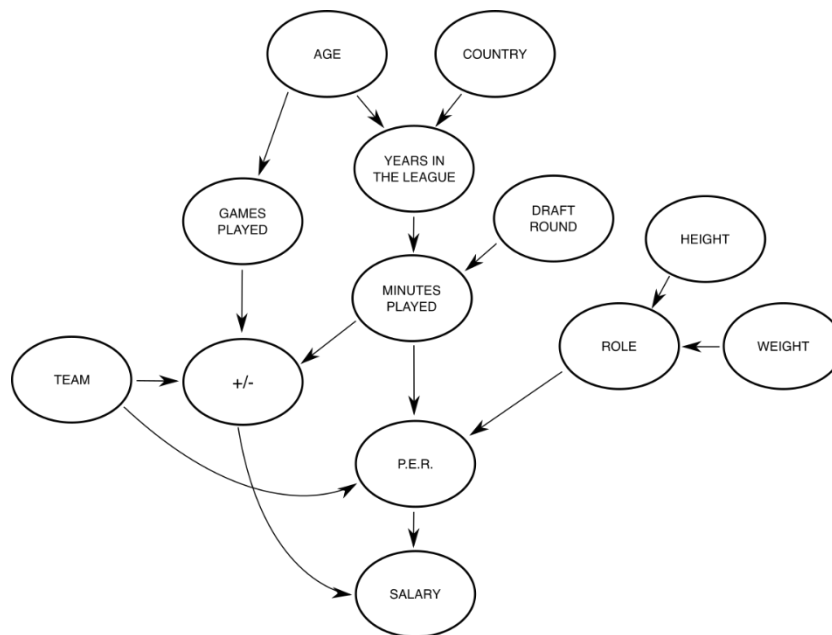 AGE
COUNTRY
YEARS IN
THE LEAGUE
GAMES
PLAYED
DRAFT
ROUND
HEIGHT
MINUTES
PLAYED
ROLE
WEIGHT
TEAM
+/-
P.E.R.
SALARY